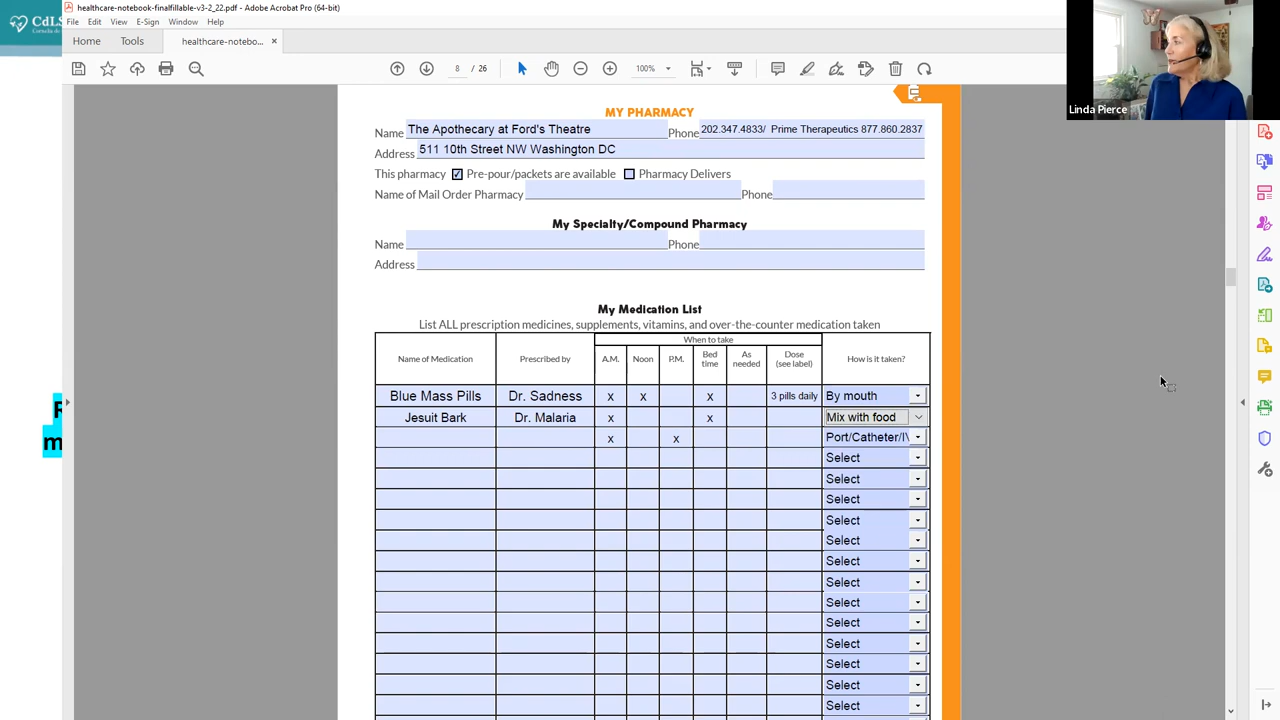 healthcare-notebook-finalfillable-v3-2_22.pdf - Adobe Acrobat Pro (64-bit)
CdLS
File Edit View E-Sign Window Help
Home Tools healthcare-notebo... ×
8 / 26 100%
Linda Pierce
MY PHARMACY
Name The Apothecary at Ford's Theatre Phone 202.347.4833/ Prime Therapeutics 877.860.2837
Address 511 10th Street NW Washington DC
This pharmacy Pre-pour/packets are available Pharmacy Delivers
Name of Mail Order Pharmacy Phone
My Specialty/Compound Pharmacy
Name Phone
Address
My Medication List
List ALL prescription medicines, supplements, vitamins, and over-the-counter medication taken
When to take
Name of Medication Prescribed by A.M. Noon P.M. Bed time As needed Dose (see label) How is it taken?
Blue Mass Pills Dr. Sadness x x x 3 pills daily By mouth
Jesuit Bark Dr. Malaria x x Mix with food
x x Port/Catheter/IV
Select
Select
Select
Select
Select
Select
Select
Select
Select
Select
Select
Select
Select